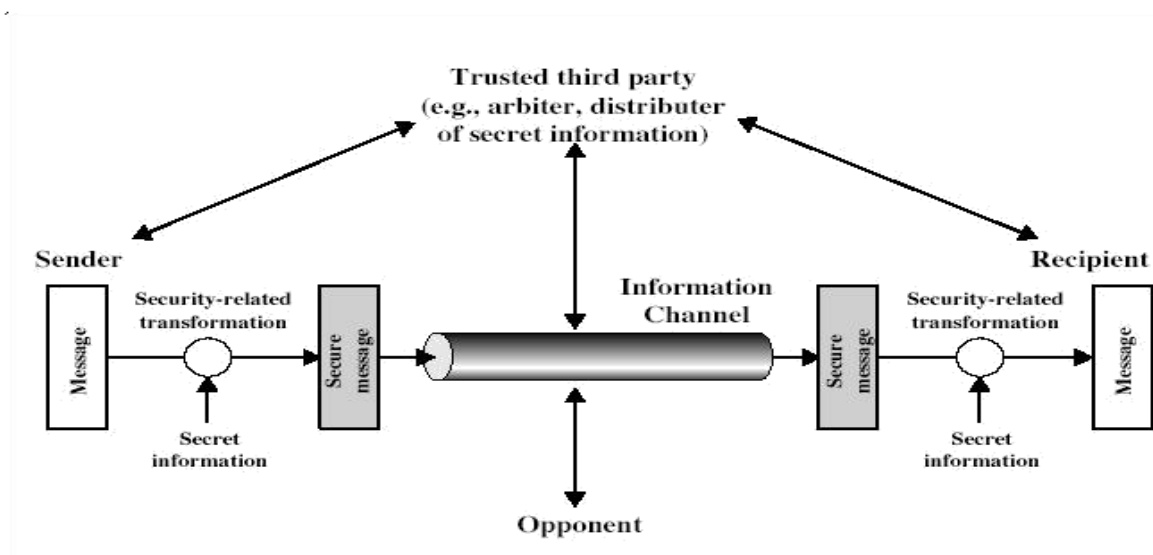 Trusted third party
(e.g., arbiter, distributer
of secret information)
Sender
Recipient
Information
Channel
Security-related
transformation
Security-related
transformation
Message
Secure
message
Secure
message
Message
Secret
information
Secret
information
Opponent